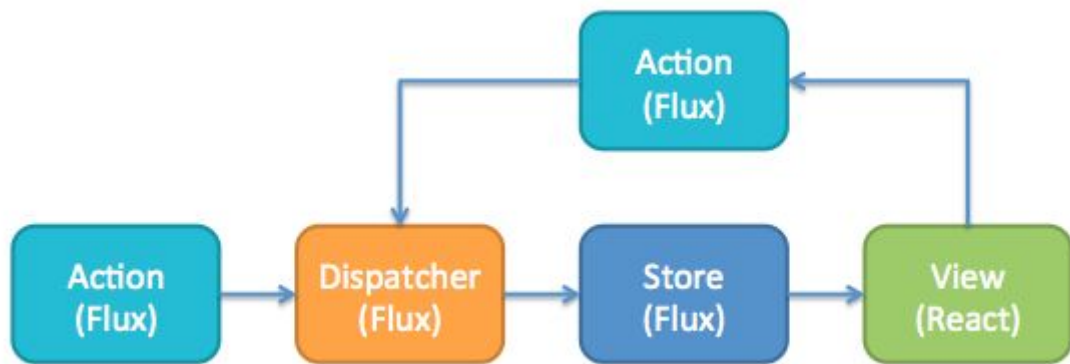 Action
(Flux)
Action
(Flux)
Dispatcher
(Flux)
Store
(Flux)
View
(React)